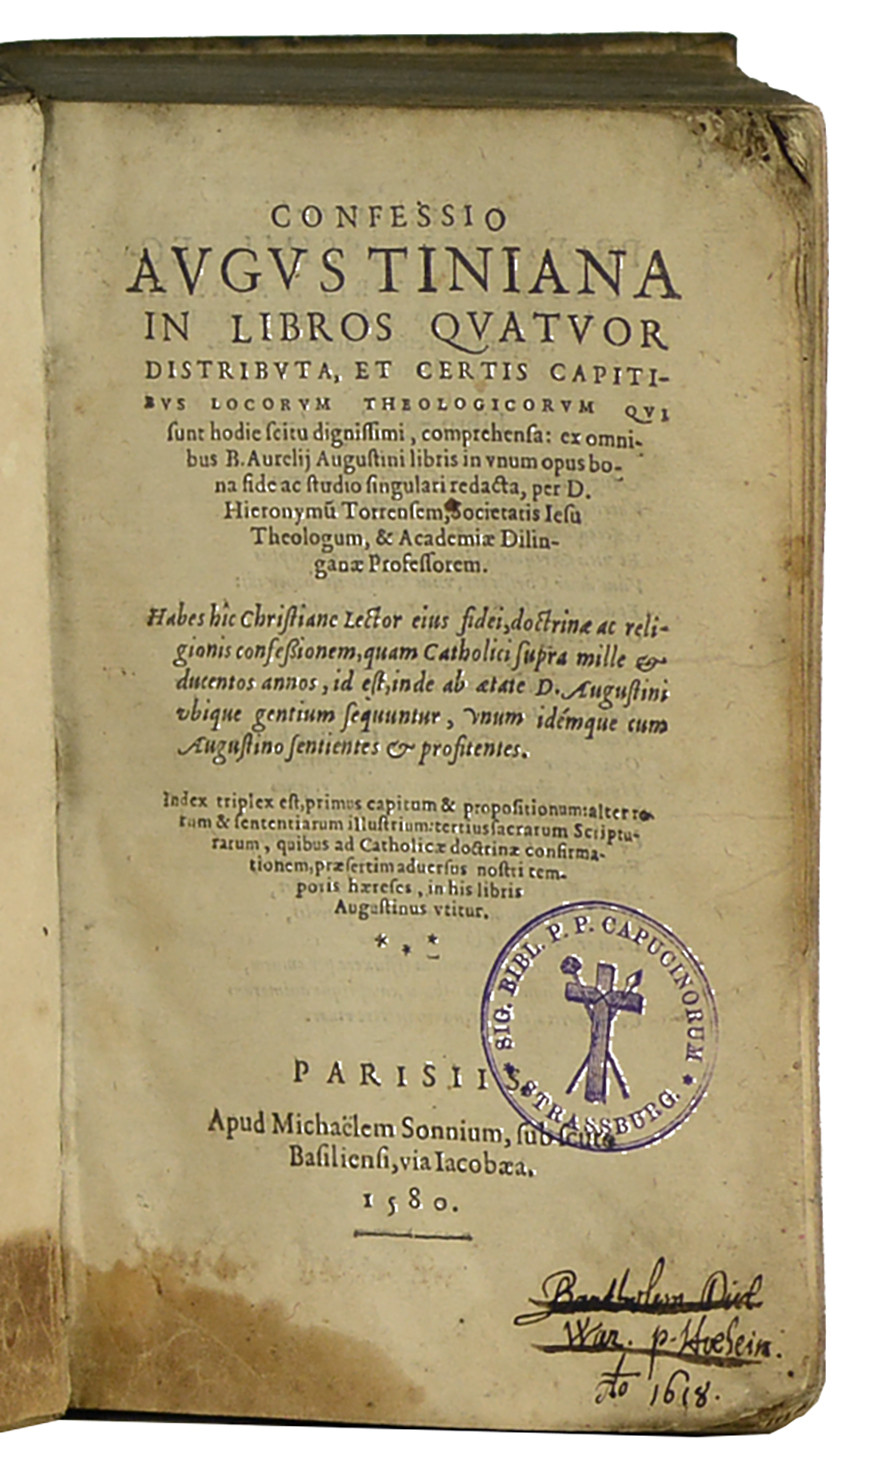 CONFESSIO
AVGVSTINIANA
IN LIBROS QVATVOR
DISTRIBVTA, ET CERTIS CAPITI-
BVS LOCORVM THEOLOGICORVM QVI
sunt hodie scitu dignissimi, comprehensa: ex omni-
bus B. Aurelij Augustini libris in vnum opus bo-
na fide ac studio singulari redacta, per D.
Hieronymū Torrensem, Societatis Iesu
Theologum, & Academiæ Dilin-
ganæ Professorem.
Habes hîc Christiane Lector eius fidei, doctrinæ ac reli-
gionis confeßionem, quam Catholici supra mille &
ducentos annos, id est, inde ab ætate D. Augustini
vbique gentium sequuntur, vnum idémque cum
Augustino sentientes & profitentes.
Index triplex est, primus capitum & propositionum: alter re-
rum & sententiarum illustrium: tertius sacrarum Scriptu-
rarum, quibus ad Catholicæ doctrinæ confirma-
tionem, præsertim aduersus nostri tem-
poris hæreses, in his libris
Augustinus vtitur.
* * *
SIG. BIBL. P. P. CAPUCINORUM
* STRASSBURG. *
PARISIIS,
Apud Michaëlem Sonnium, sub scuto
Basiliensi, via Iacobæa.
1580.
War. p.
1618.